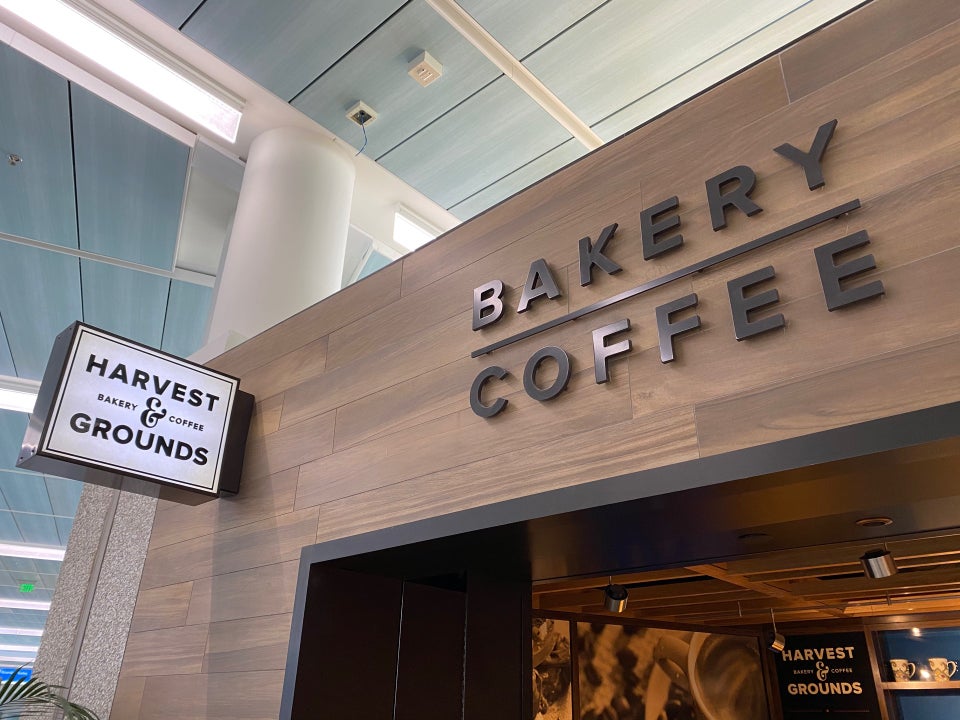 HARVEST
BAKERY & COFFEE
GROUNDS
BAKERY
COFFEE
HARVEST
BAKERY & COFFEE
GROUNDS